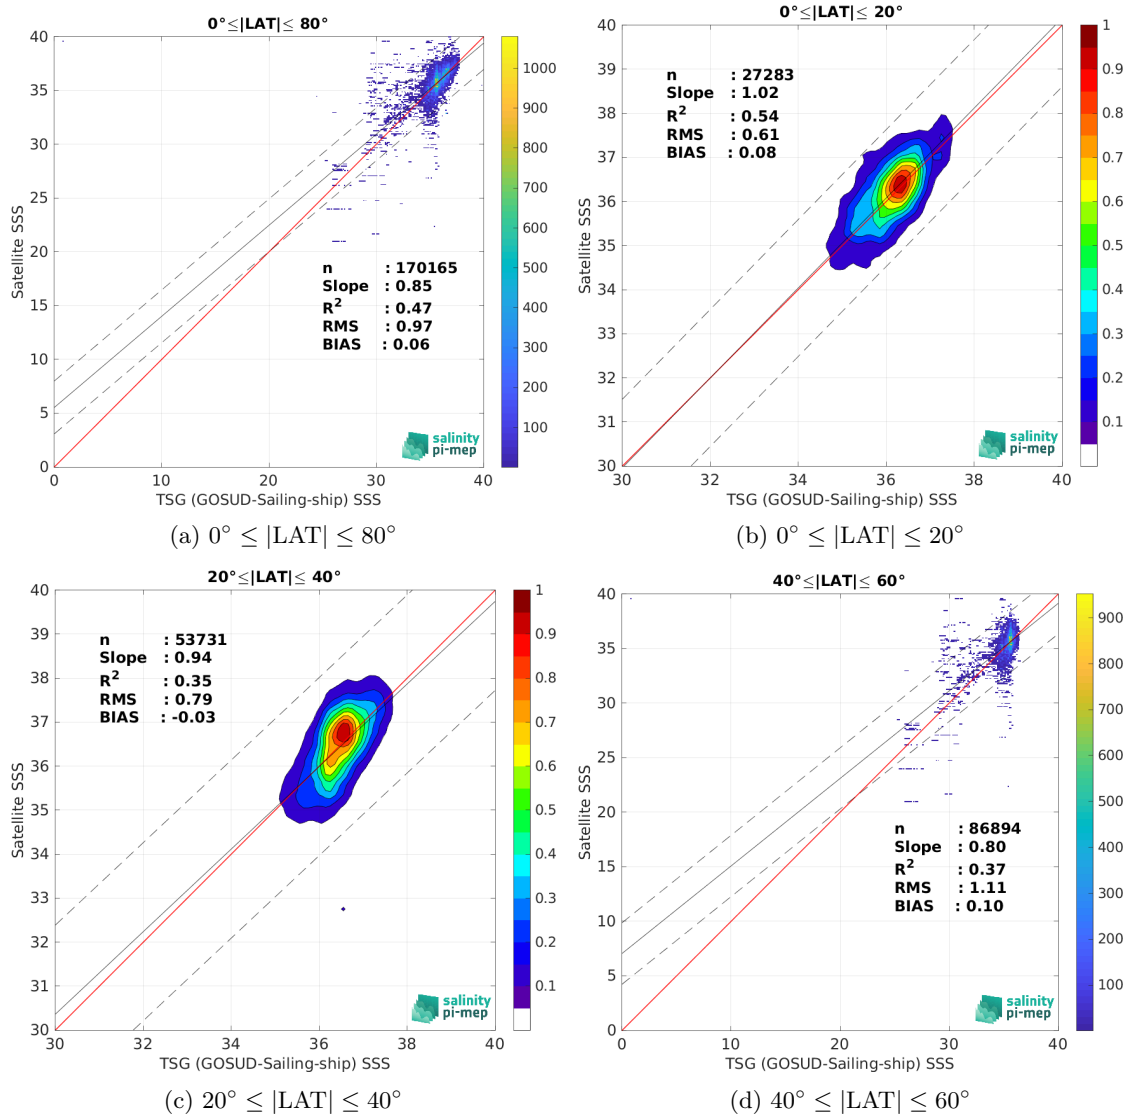 0°≤|LAT|≤ 80°
40
35
30
25
20
15
10
5
0
Satellite SSS
n : 170165
Slope : 0.85
R² : 0.47
RMS : 0.97
BIAS : 0.06
salinity
pi-mep
0 10 20 30 40
TSG (GOSUD-Sailing-ship) SSS
1000
900
800
700
600
500
400
300
200
100
(a) 0° ≤ |LAT| ≤ 80°
0°≤|LAT|≤ 20°
40
39
38
37
36
35
34
33
32
31
30
Satellite SSS
n : 27283
Slope : 1.02
R² : 0.54
RMS : 0.61
BIAS : 0.08
salinity
pi-mep
30 32 34 36 38 40
TSG (GOSUD-Sailing-ship) SSS
1
0.9
0.8
0.7
0.6
0.5
0.4
0.3
0.2
0.1
(b) 0° ≤ |LAT| ≤ 20°
20°≤|LAT|≤ 40°
40
39
38
37
36
35
34
33
32
31
30
Satellite SSS
n : 53731
Slope : 0.94
R² : 0.35
RMS : 0.79
BIAS : -0.03
salinity
pi-mep
30 32 34 36 38 40
TSG (GOSUD-Sailing-ship) SSS
1
0.9
0.8
0.7
0.6
0.5
0.4
0.3
0.2
0.1
(c) 20° ≤ |LAT| ≤ 40°
40°≤|LAT|≤ 60°
40
35
30
25
20
15
10
5
0
Satellite SSS
n : 86894
Slope : 0.80
R² : 0.37
RMS : 1.11
BIAS : 0.10
salinity
pi-mep
0 10 20 30 40
TSG (GOSUD-Sailing-ship) SSS
900
800
700
600
500
400
300
200
100
0
(d) 40° ≤ |LAT| ≤ 60°